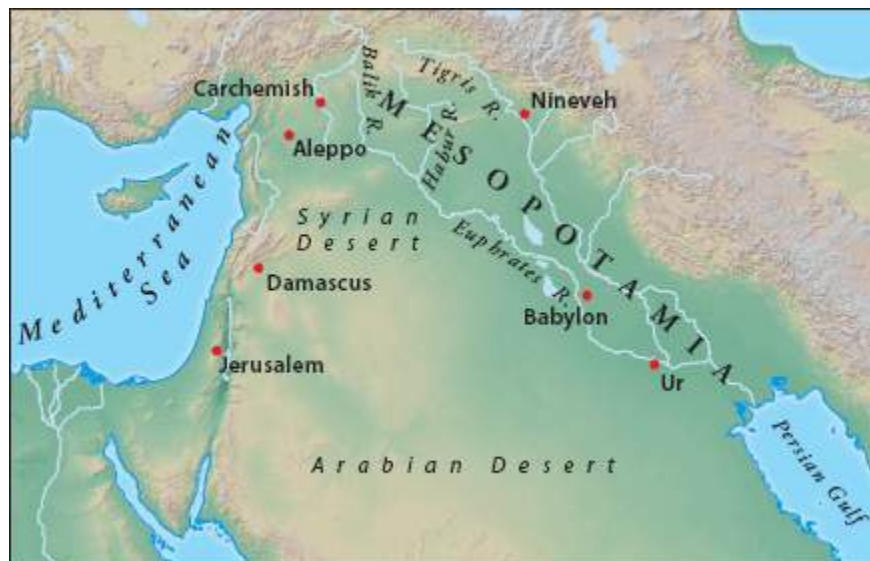 Carchemish
Balik R.
Tigris R.
Nineveh
Aleppo
Habur R.
MESOPOTAMIA
Mediterranean
Sea
Syrian
Desert
Euphrates R.
Damascus
Babylon
Jerusalem
Ur
Arabian Desert
Persian Gulf